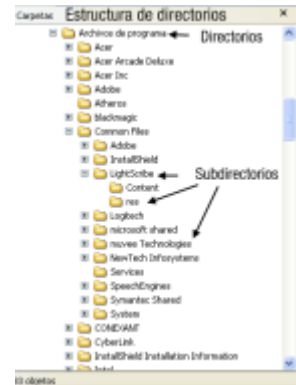 Carpetas Estructura de directorios ×
Archivos de programa Directorios
Acer
Acer Arcade Deluxe
Acer Inc
Adobe
Atheros
blackmagic
Common Files
Adobe
InstallShield
LightScribe Subdirectorios
Content
res
Logitech
microsoft shared
muvee Technologies
NewTech Infosystems
Services
SpeechEngines
Symantec Shared
System
CONEXANT
CyberLink
InstallShield Installation Information
Intel
objetos